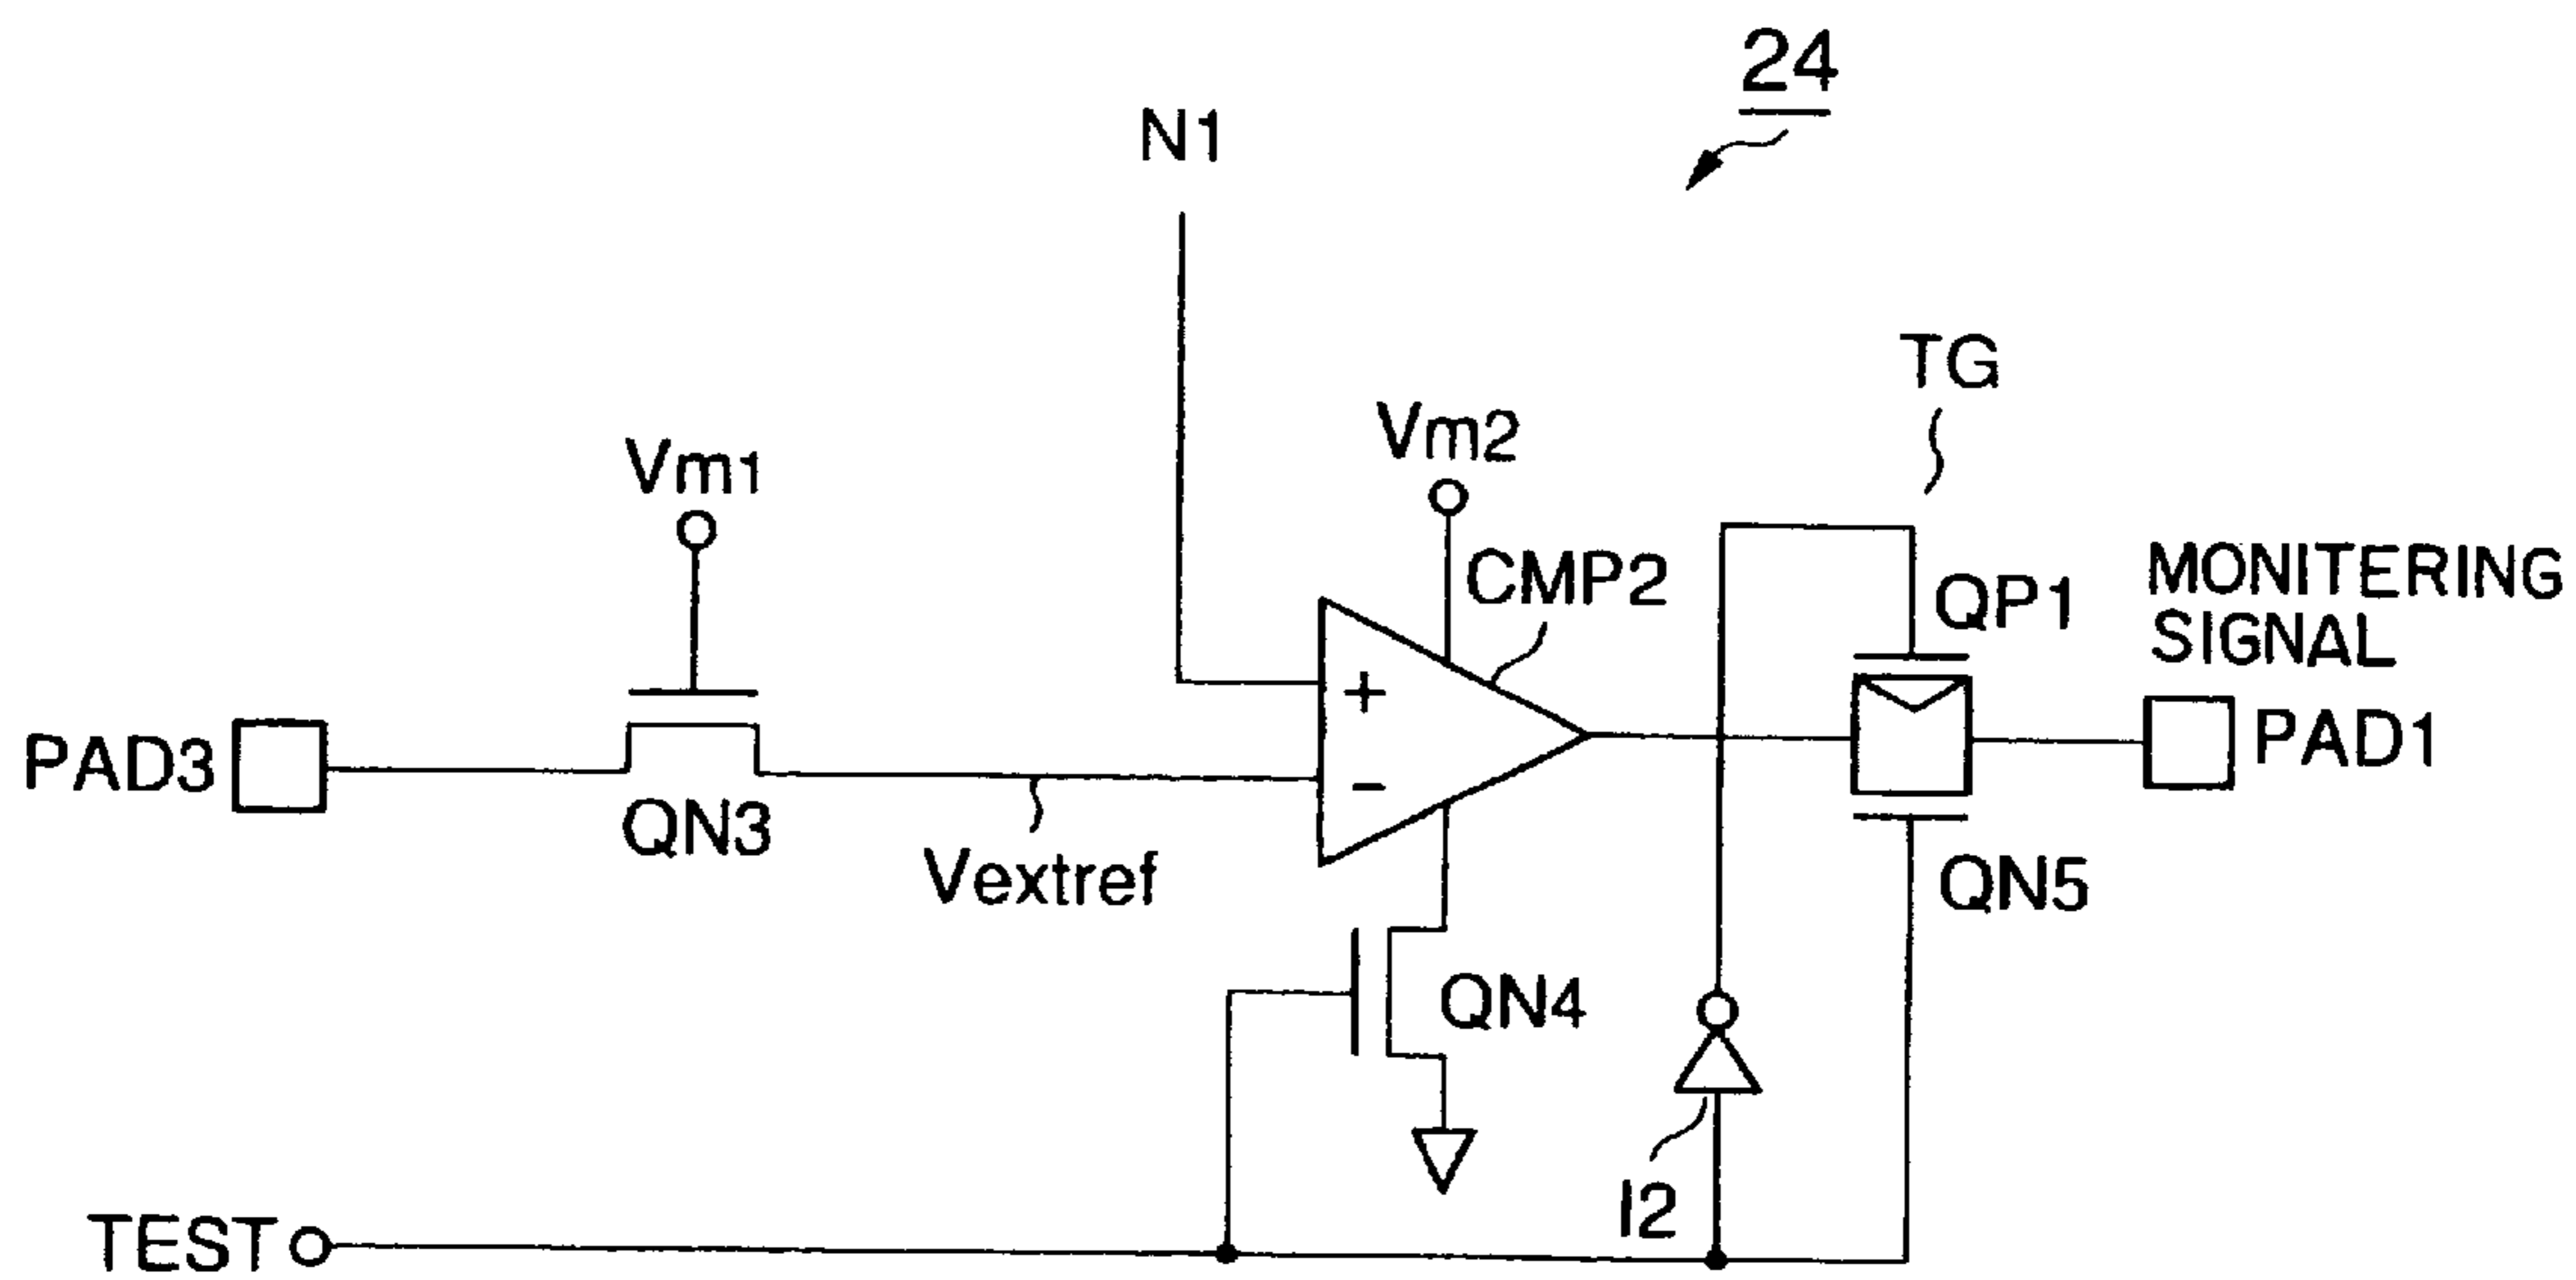 24
N1
TG
Vm2
Vm1
CMP2
QP1
MONITERING
SIGNAL
+
PAD3
PAD1
-
QN3
Vextref
QN5
QN4
I2
TEST